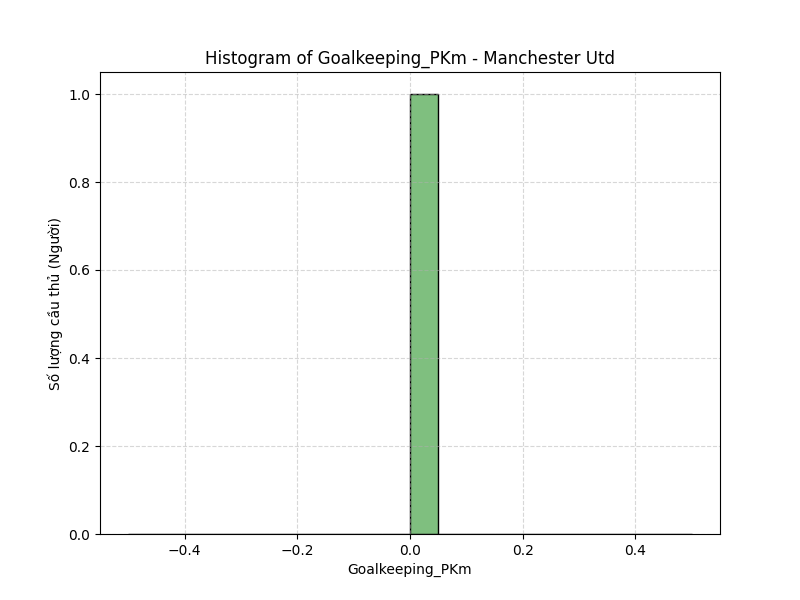 Histogram of Goalkeeping_PKm - Manchester Utd
Số lượng cầu thủ (Người)
1.0
0.8
0.6
0.4
0.2
0.0
−0.4 −0.2 0.0 0.2 0.4
Goalkeeping_PKm